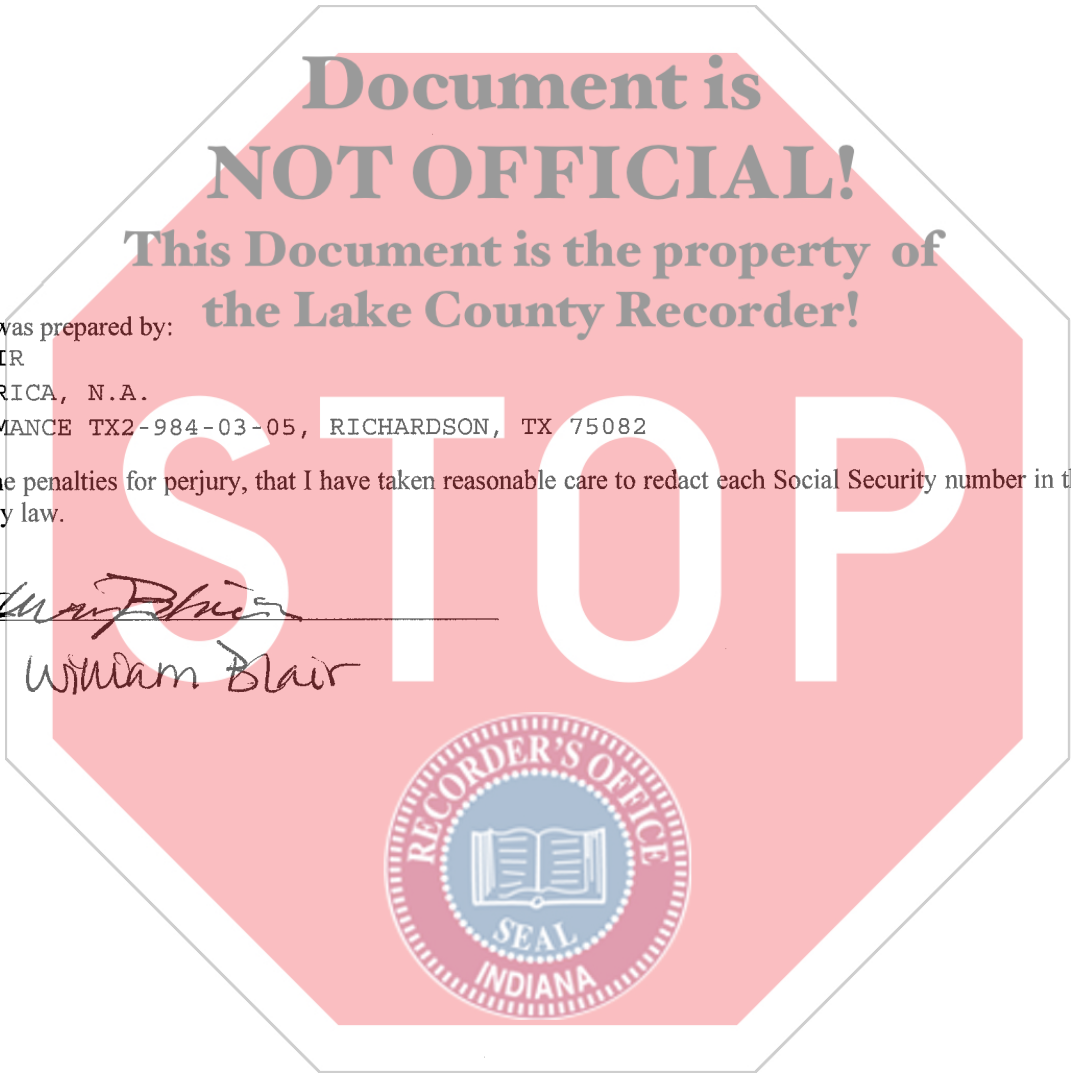 Document is
NOT OFFICIAL!
This Document is the property of
the Lake County Recorder!
was prepared by:
IR
RICA, N.A.
MANCE TX2-984-03-05, RICHARDSON, TX 75082
e penalties for perjury, that I have taken reasonable care to redact each Social Security number in th
y law.
STOP
William Blair
RECORDER'S OFFICE
SEAL
INDIANA